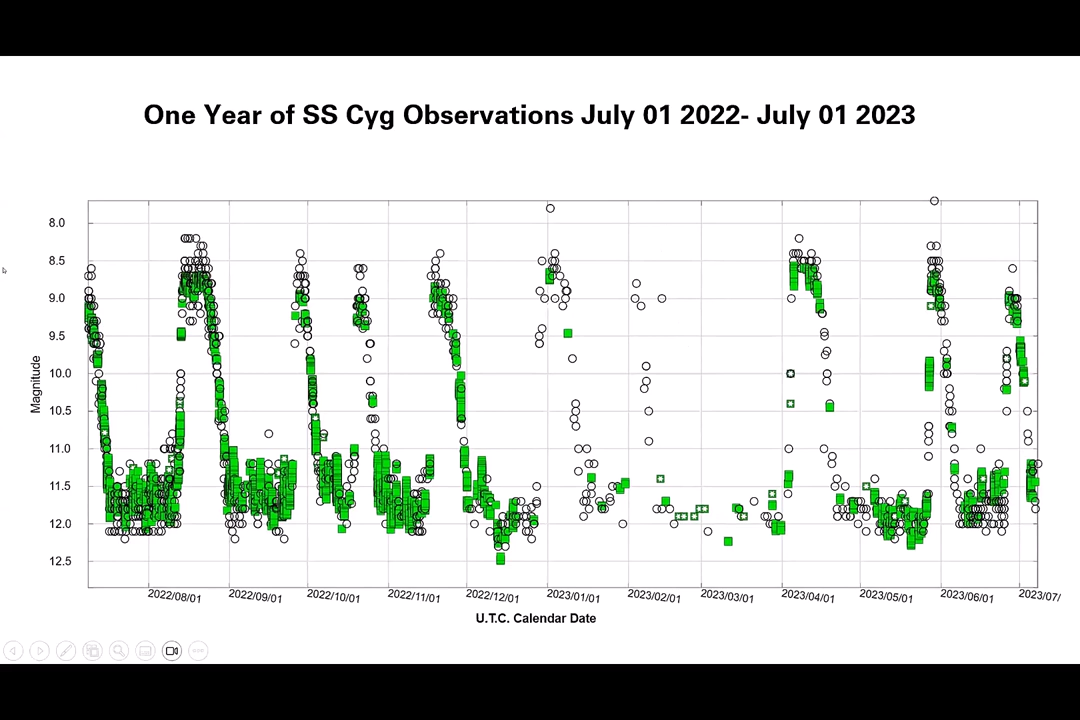 One Year of SS Cyg Observations July 01 2022- July 01 2023
8.0
8.5
9.0
9.5
10.0
10.5
11.0
11.5
12.0
12.5
Magnitude
2022/08/01 2022/09/01 2022/10/01 2022/11/01 2022/12/01 2023/01/01 2023/02/01 2023/03/01 2023/04/01 2023/05/01 2023/06/01 2023/07/
U.T.C. Calendar Date